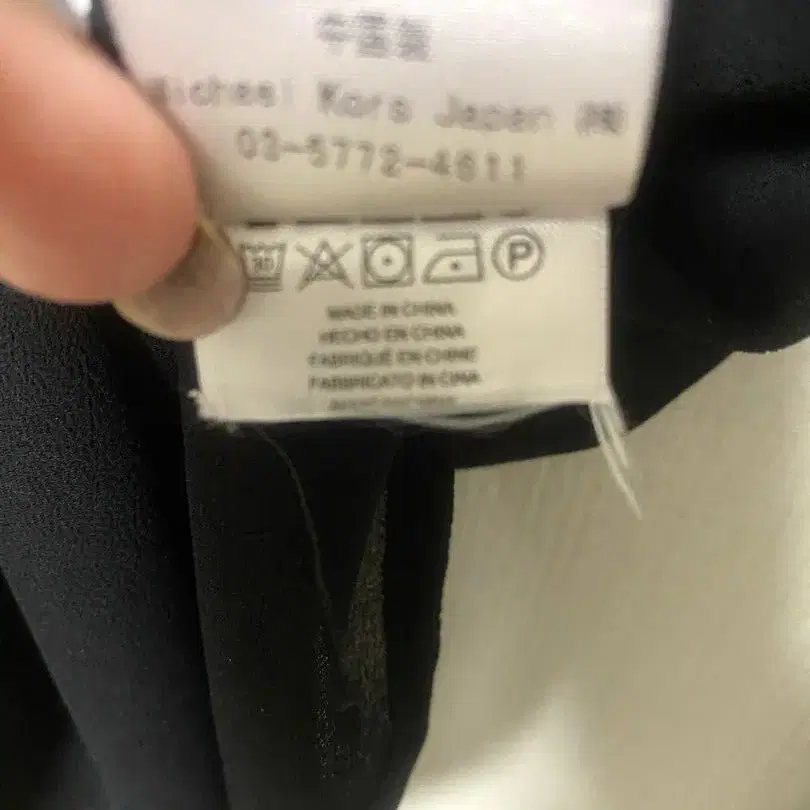 中国製
Michael Kors Japan ㈱
03-5772-4611
30 P
MADE IN CHINA
HECHO EN CHINA
FABRIQUÉ EN CHINE
FABBRICATO IN CINA